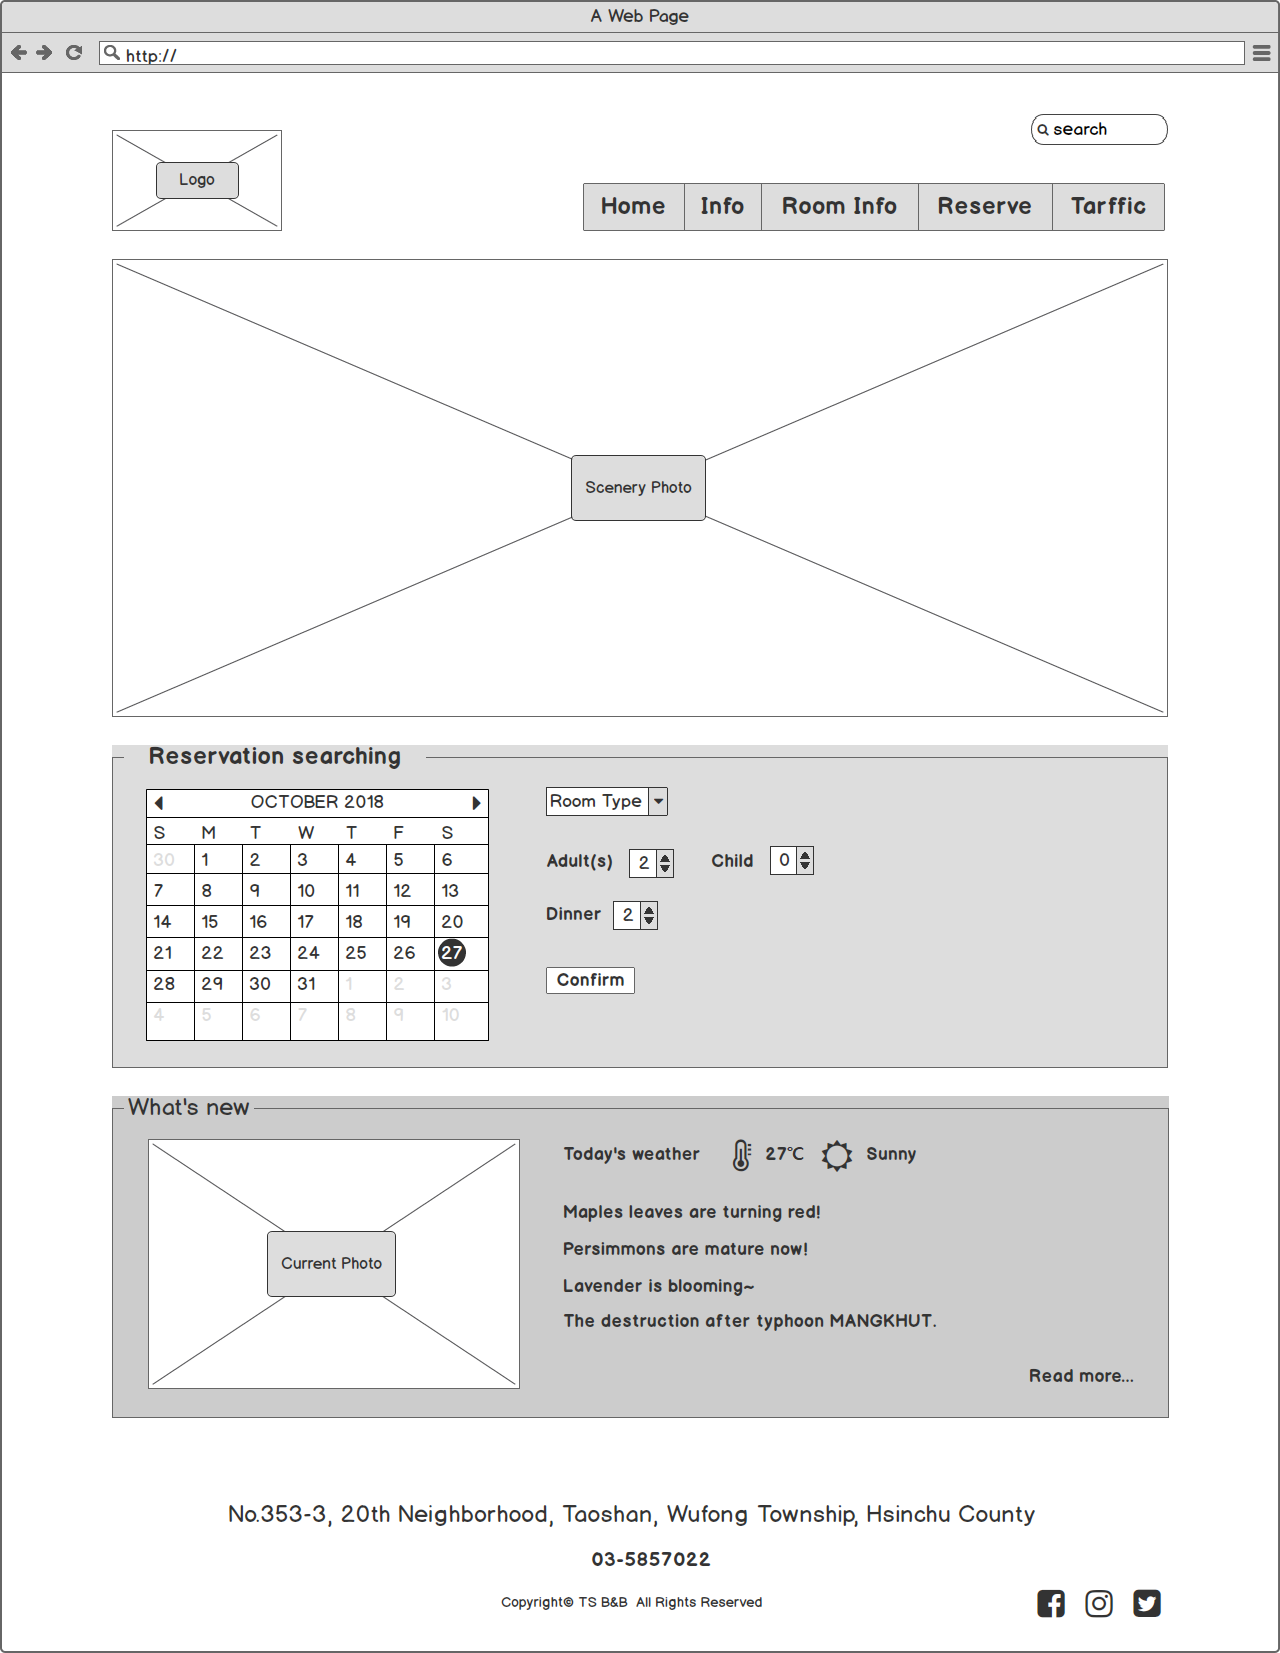 A Web Page
http://
search
Logo
Home Info Room Info Reserve Tarffic
Scenery Photo
Reservation searching
OCTOBER 2018
S M T W T F S
30 1 2 3 4 5 6
7 8 9 10 11 12 13
14 15 16 17 18 19 20
21 22 23 24 25 26 27
28 29 30 31 1 2 3
4 5 6 7 8 9 10
Room Type
Adult(s) 2 Child 0
Dinner 2
Confirm
What's new
Current Photo
Today's weather 27℃ Sunny
Maples leaves are turning red!
Persimmons are mature now!
Lavender is blooming~
The destruction after typhoon MANGKHUT.
Read more...
No.353-3, 20th Neighborhood, Taoshan, Wufong Township, Hsinchu County
03-5857022
Copyright© TS B&B All Rights Reserved